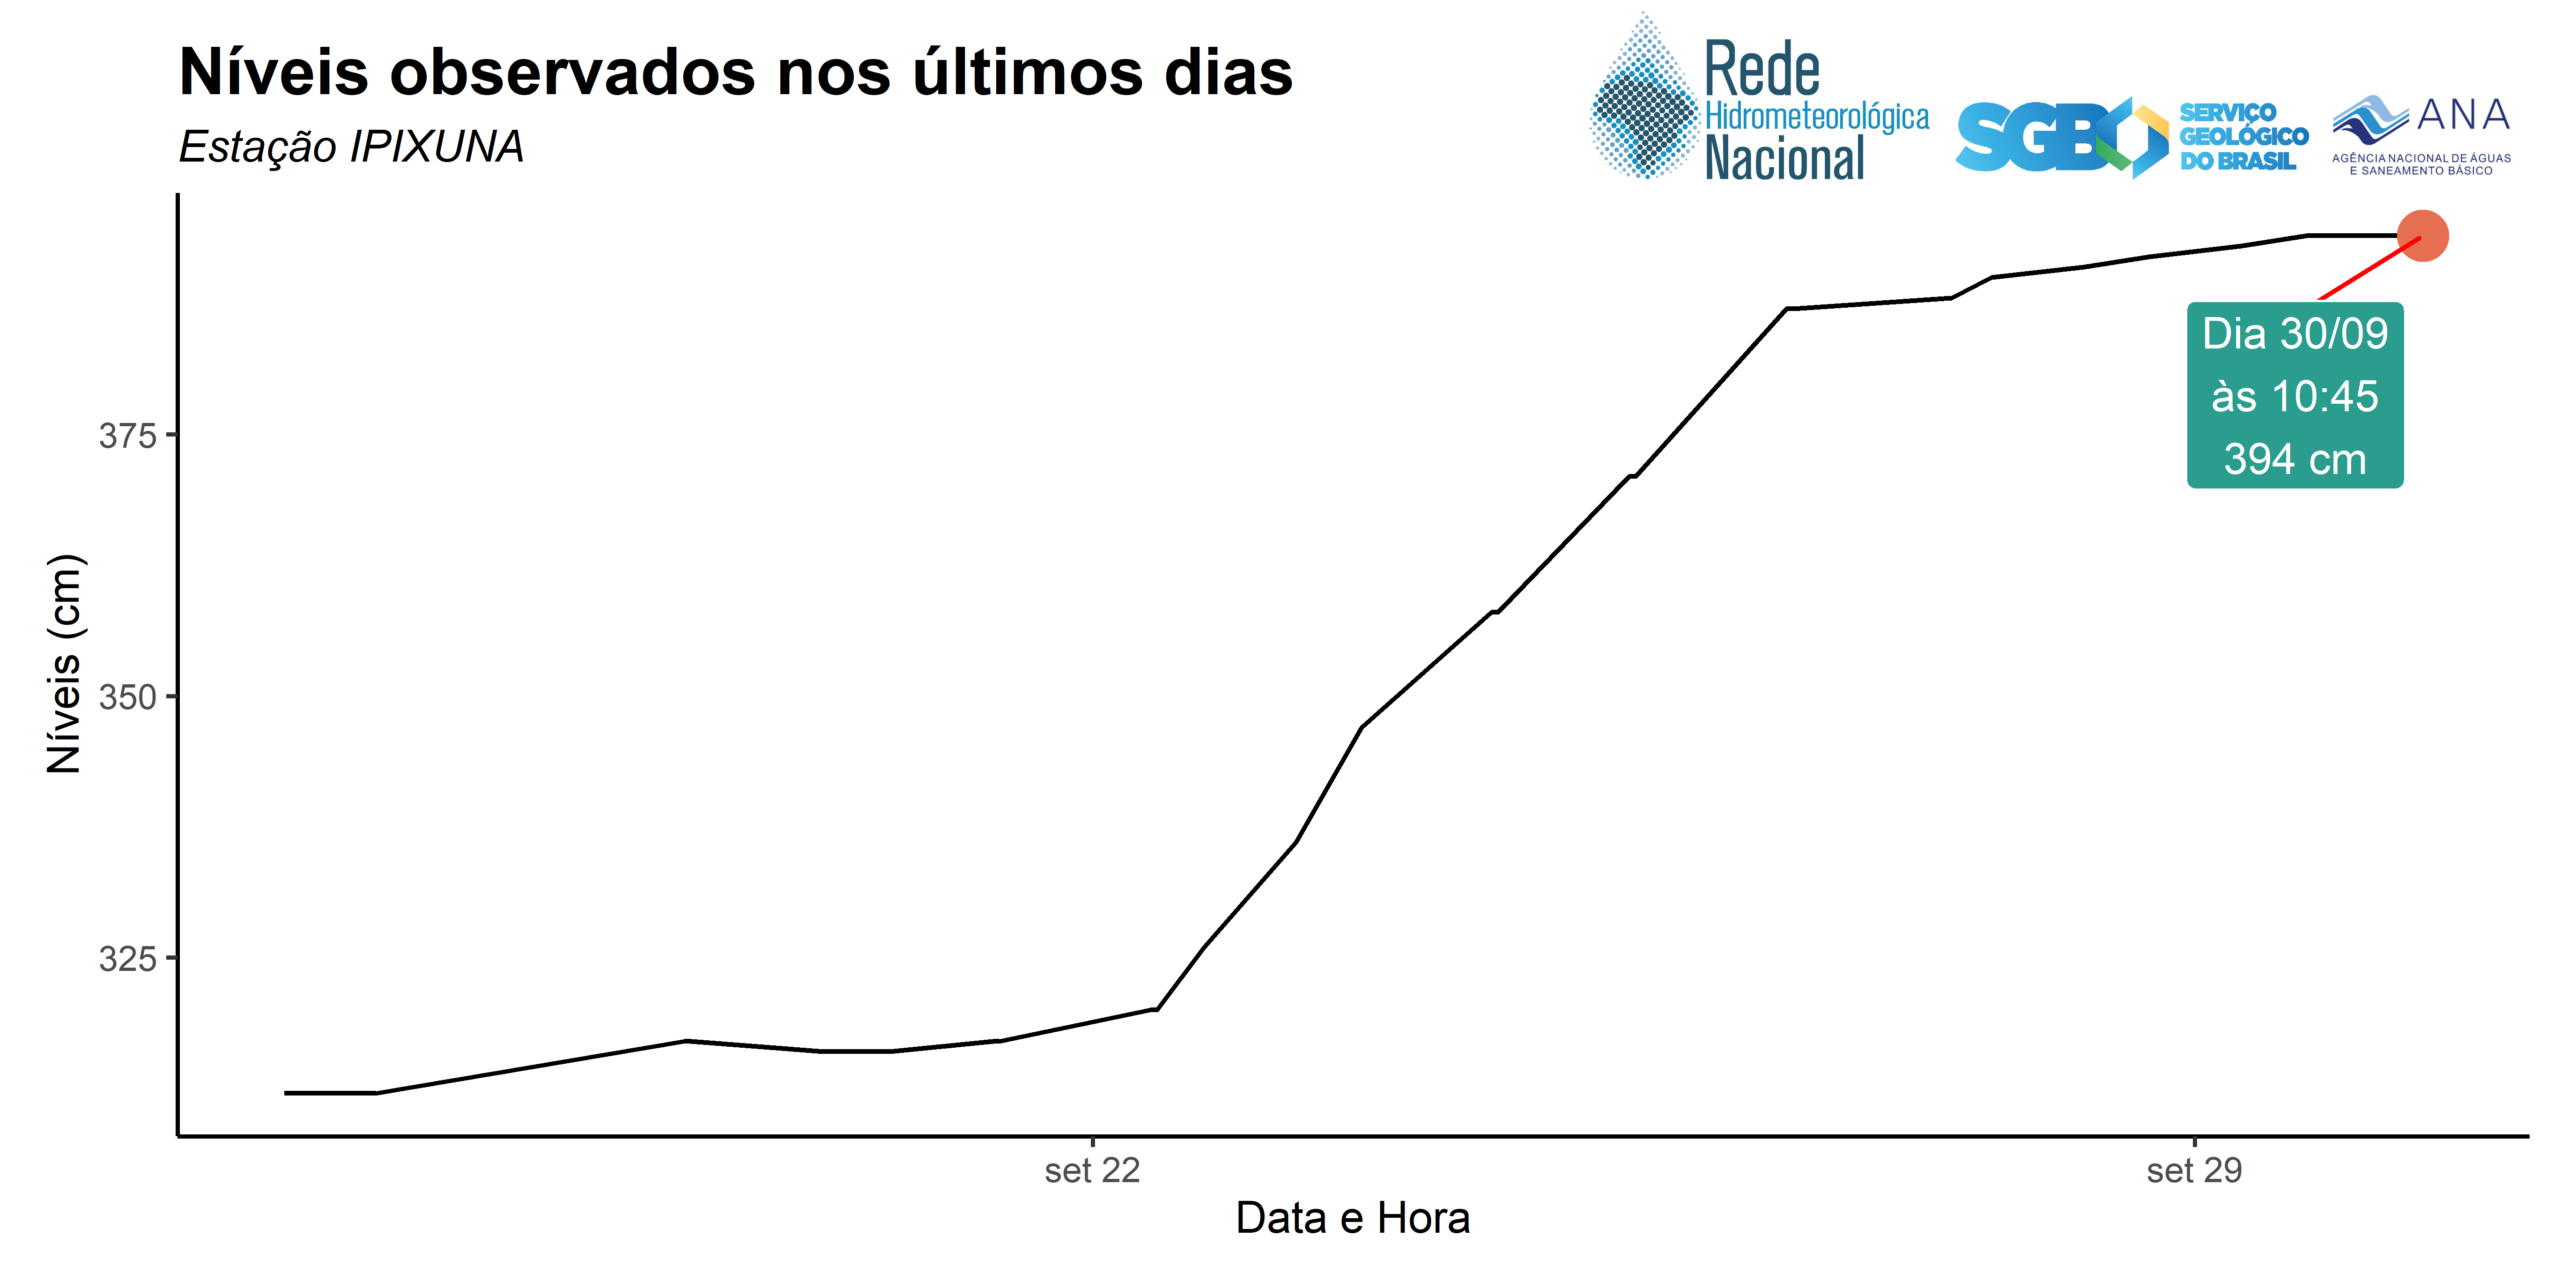 Níveis observados nos últimos dias
Estação IPIXUNA
Rede
Hidrometeorológica
Nacional
SGB
SERVIÇO
GEOLÓGICO
DO BRASIL
ANA
AGÊNCIA NACIONAL DE ÁGUAS
E SANEAMENTO BÁSICO
Dia 30/09
às 10:45
394 cm
375
350
325
Níveis (cm)
set 22
set 29
Data e Hora